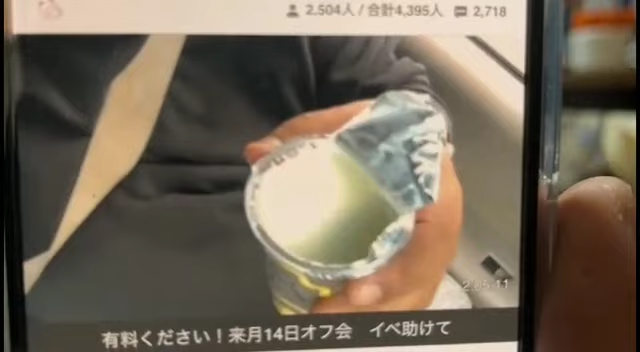 2,504人 / 合計4,395人 2,718
有料ください！来月14日オフ会 イベ助けて